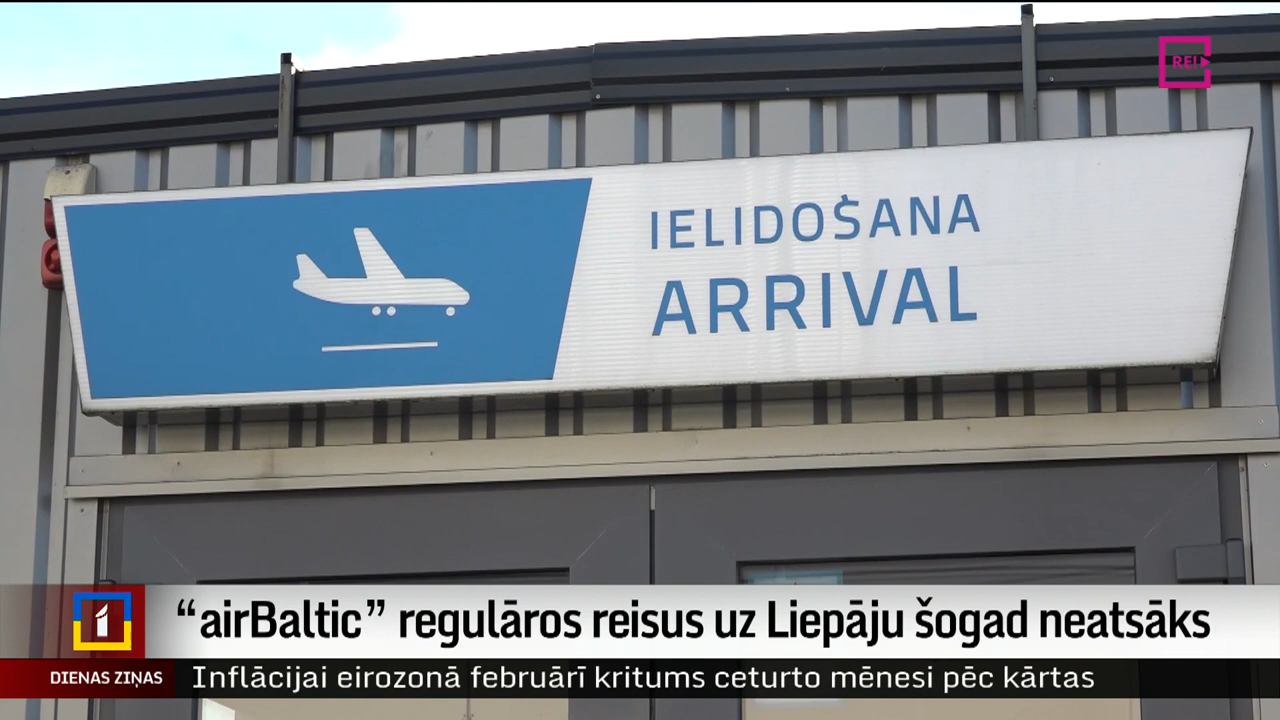 RE!
IELIDOŠANA
ARRIVAL
1
“airBaltic” regulāros reisus uz Liepāju šogad neatsāks
DIENAS ZIŅAS
Inflācijai eirozonā februārī kritums ceturto mēnesi pēc kārtas